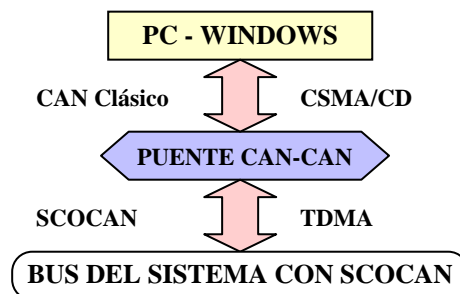 PC - WINDOWS
CAN Clásico CSMA/CD
PUENTE CAN-CAN
SCOCAN TDMA
BUS DEL SISTEMA CON SCOCAN